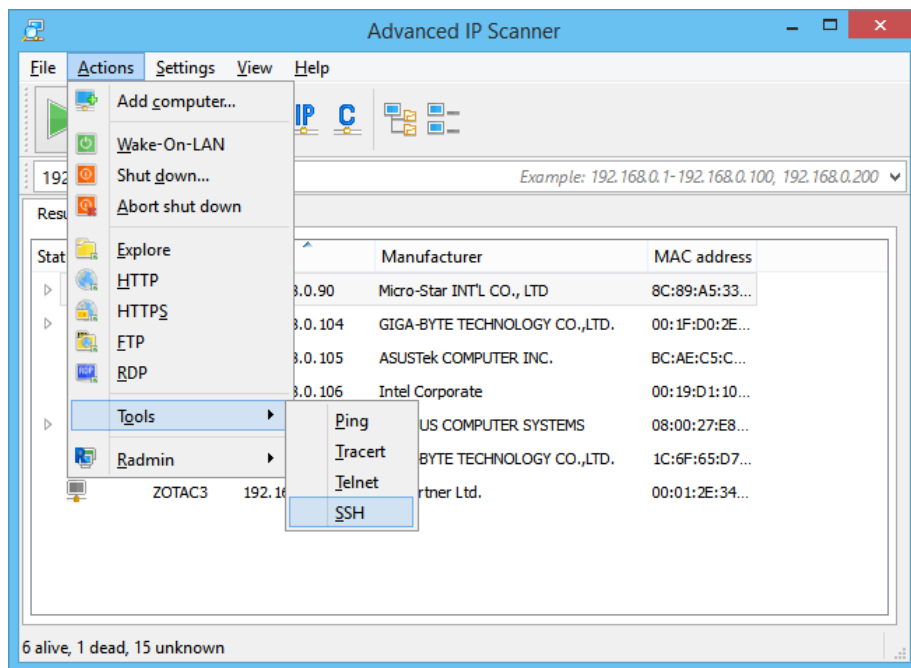 Advanced IP Scanner
File Actions Settings View Help
Add computer...
IP C
Wake-On-LAN
192
Shut down...
Example: 192.168.0.1-192.168.0.100, 192.168.0.200
Abort shut down
Resu
Stat
Explore
Manufacturer
MAC address
HTTP
3.0.90
Micro-Star INT'L CO., LTD
8C:89:A5:33...
HTTPS
3.0.104
GIGA-BYTE TECHNOLOGY CO.,LTD.
00:1F:D0:2E...
FTP
3.0.105
ASUSTek COMPUTER INC.
BC:AE:C5:C...
RDP
3.0.106
Intel Corporate
00:19:D1:10...
Tools
Ping
US COMPUTER SYSTEMS
08:00:27:E8...
Radmin
Tracert
BYTE TECHNOLOGY CO.,LTD.
1C:6F:65:D7...
Telnet
ZOTAC3
192.16
rtner Ltd.
00:01:2E:34...
SSH
6 alive, 1 dead, 15 unknown